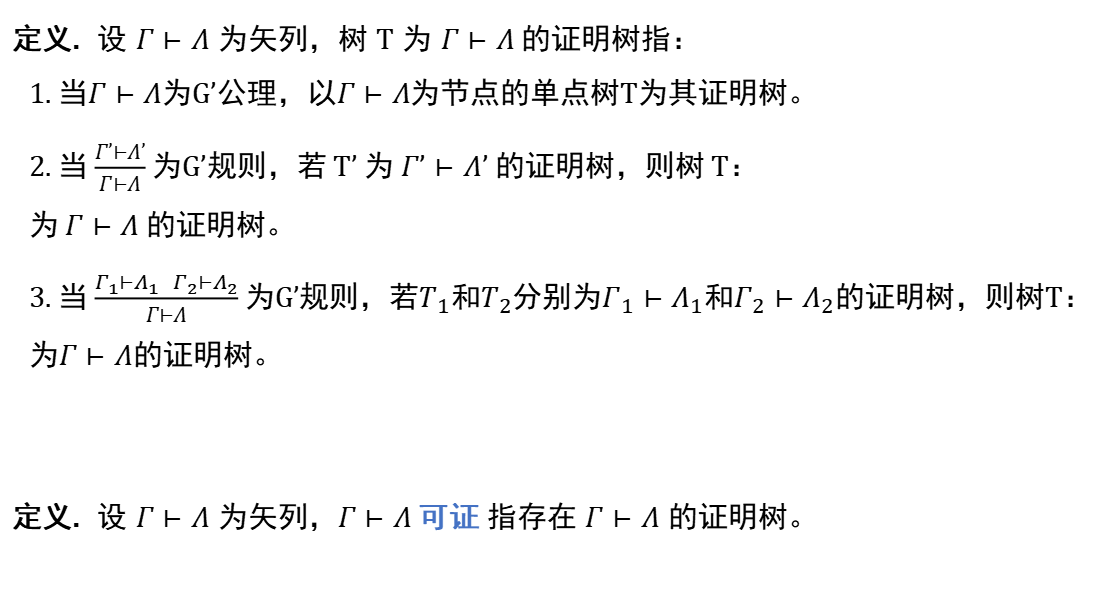 定义. 设 Γ ⊢ Λ 为矢列，树 T 为 Γ ⊢ Λ 的证明树指：
1. 当Γ ⊢ Λ为G’公理，以Γ ⊢ Λ为节点的单点树T为其证明树。
2. 当 Γ’⊢Λ’ / Γ⊢Λ 为G’规则，若 T’ 为 Γ’ ⊢ Λ’ 的证明树，则树 T：
为 Γ ⊢ Λ 的证明树。
3. 当 Γ₁⊢Λ₁ Γ₂⊢Λ₂ / Γ⊢Λ 为G’规则，若T₁和T₂分别为Γ₁ ⊢ Λ₁和Γ₂ ⊢ Λ₂的证明树，则树T：
为Γ ⊢ Λ的证明树。
定义. 设 Γ ⊢ Λ 为矢列，Γ ⊢ Λ 可证 指存在 Γ ⊢ Λ 的证明树。